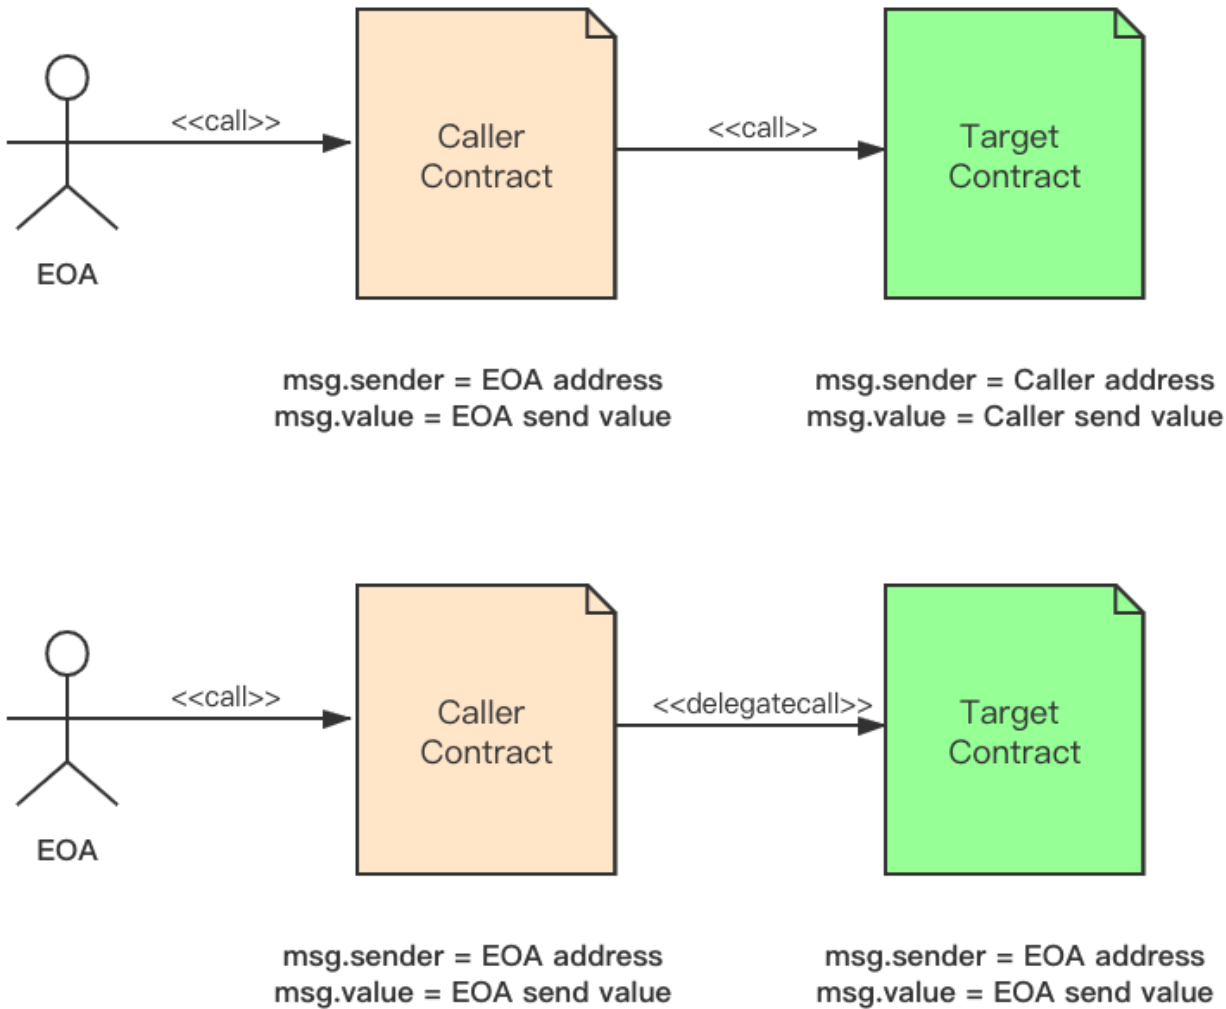 <<call>>
<<call>>
Caller
Contract
Target
Contract
EOA
msg.sender = EOA address
msg.value = EOA send value
msg.sender = Caller address
msg.value = Caller send value
<<call>>
<<delegatecall>>
Caller
Contract
Target
Contract
EOA
msg.sender = EOA address
msg.value = EOA send value
msg.sender = EOA address
msg.value = EOA send value